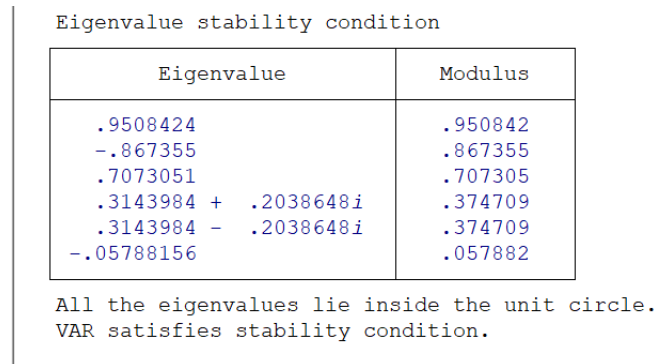 Eigenvalue stability condition
Eigenvalue Modulus
.9508424 .950842
-.867355 .867355
.7073051 .707305
.3143984 + .2038648i .374709
.3143984 - .2038648i .374709
-.05788156 .057882
All the eigenvalues lie inside the unit circle.
VAR satisfies stability condition.